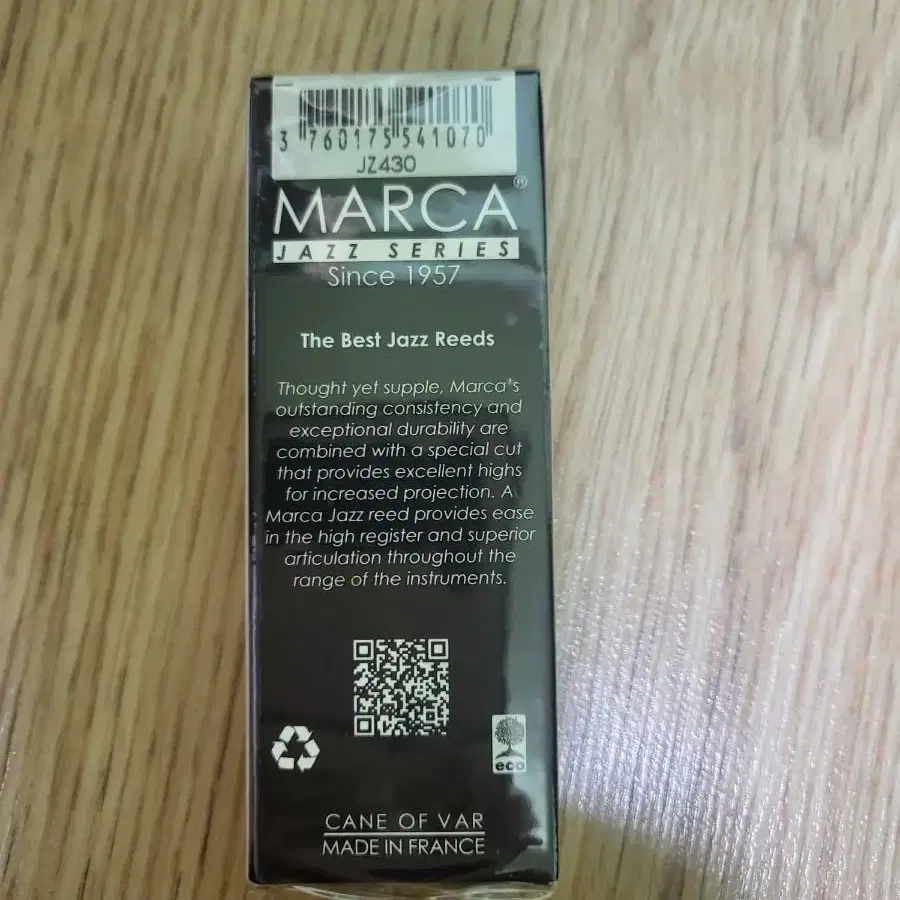 3 760175 541070
JZ430
MARCA®
JAZZ SERIES
Since 1957
The Best Jazz Reeds
Thought yet supple, Marca's
outstanding consistency and
exceptional durability are
combined with a special cut
that provides excellent highs
for increased projection. A
Marca Jazz reed provides ease
in the high register and superior
articulation throughout the
range of the instruments.
eco
CANE OF VAR
MADE IN FRANCE